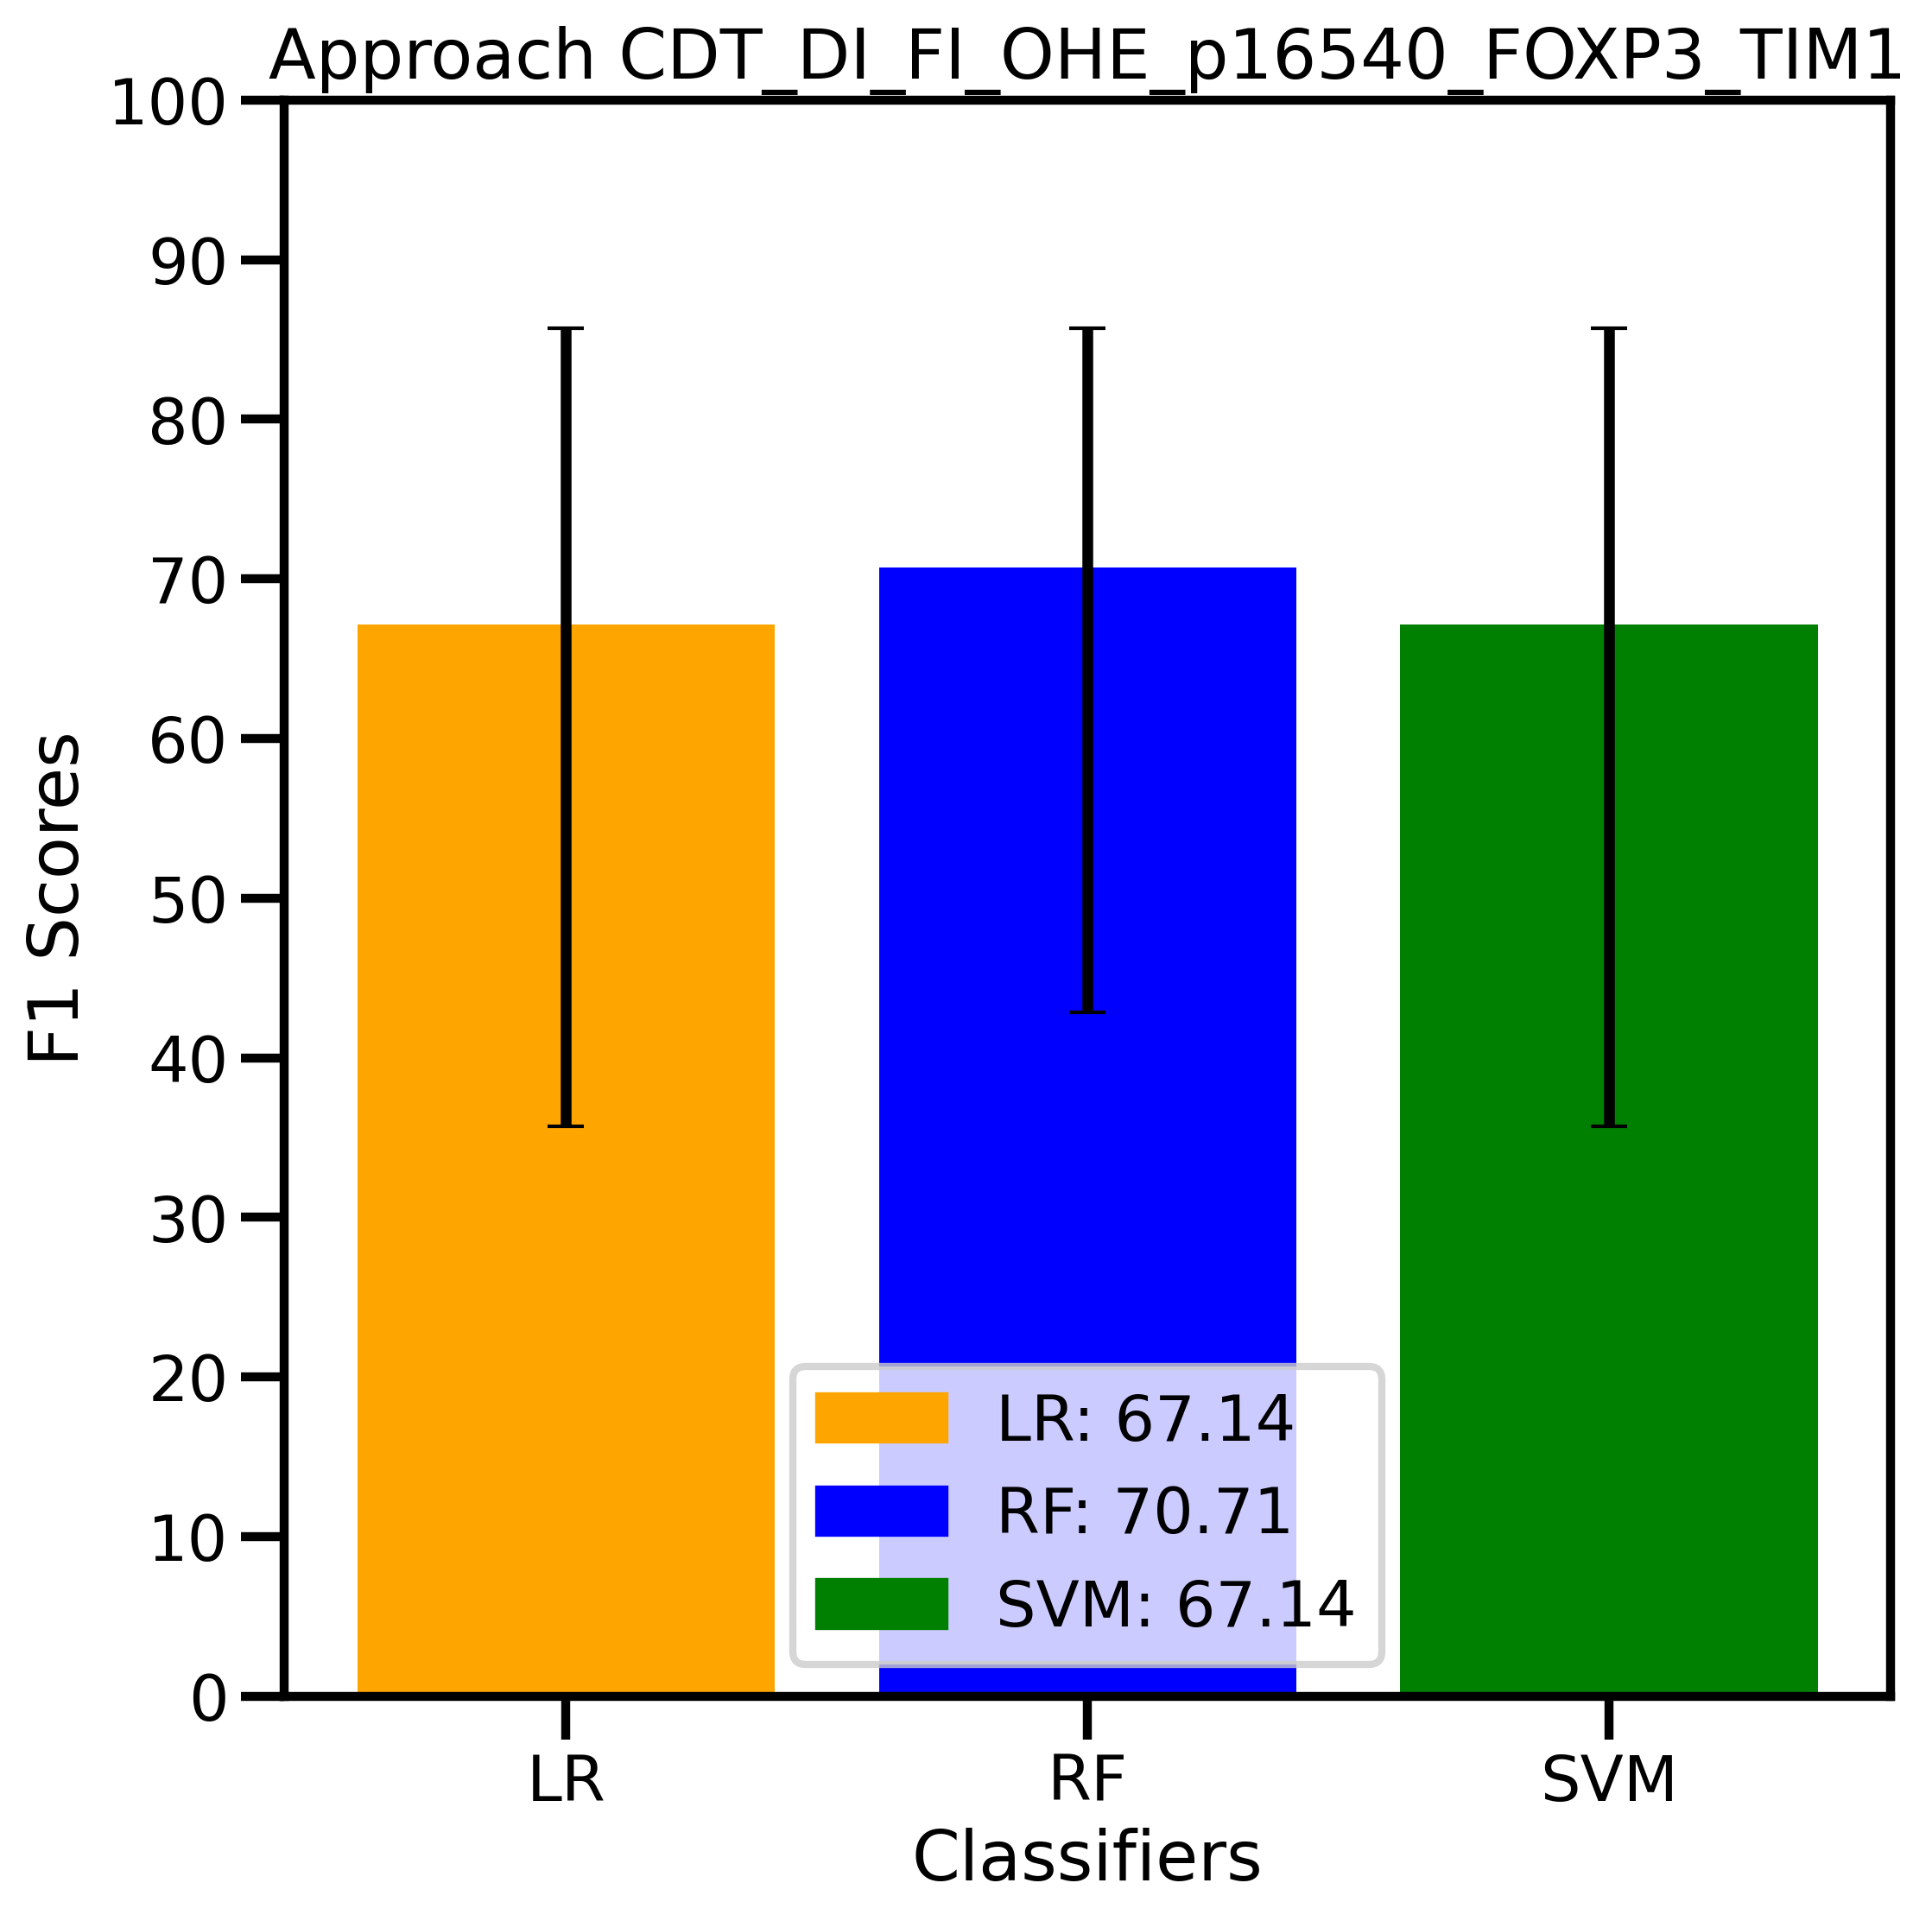 Approach CDT_DI_FI_OHE_p16540_FOXP3_TIM1
100
90
80
70
60
50
40
30
20
10
0
F1 Scores
LR: 67.14
RF: 70.71
SVM: 67.14
LR RF SVM
Classifiers